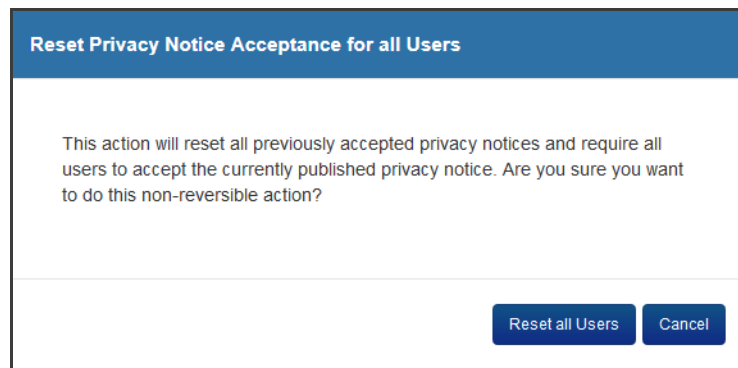 Reset Privacy Notice Acceptance for all Users
This action will reset all previously accepted privacy notices and require all
users to accept the currently published privacy notice. Are you sure you want
to do this non-reversible action?
Reset all Users Cancel